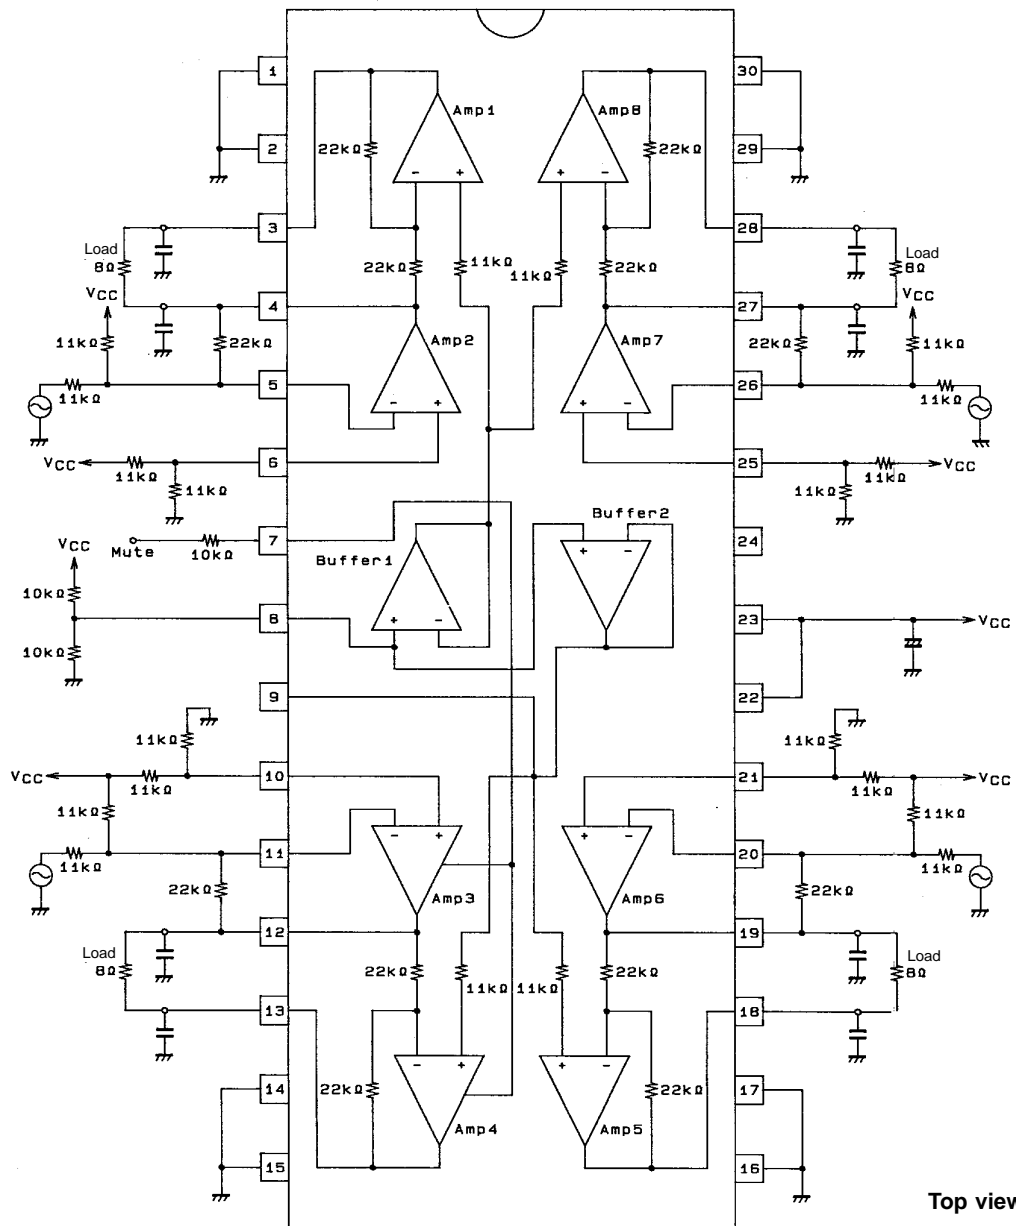 1
30
Amp1
Amp8
22kΩ
22kΩ
2
29
- +
+ -
3
28
Load
8Ω
22kΩ
11kΩ
11kΩ
22kΩ
Load
8Ω
VCC
VCC
4
27
11kΩ
22kΩ
Amp2
Amp7
22kΩ
11kΩ
5
26
11kΩ
- +
+ -
11kΩ
VCC
11kΩ
6
25
11kΩ
VCC
11kΩ
11kΩ
Mute
10kΩ
7
Buffer2
24
+ -
VCC
Buffer1
10kΩ
8
23
VCC
+ -
10kΩ
9
22
11kΩ
11kΩ
VCC
11kΩ
10
21
11kΩ
VCC
11kΩ
11kΩ
11
- +
+ -
20
11kΩ
11kΩ
22kΩ
Amp3
Amp6
22kΩ
12
19
Load
8Ω
22kΩ
11kΩ
11kΩ
22kΩ
Load
8Ω
13
18
- +
+ -
14
22kΩ
22kΩ
17
Amp4
Amp5
15
16
Top view